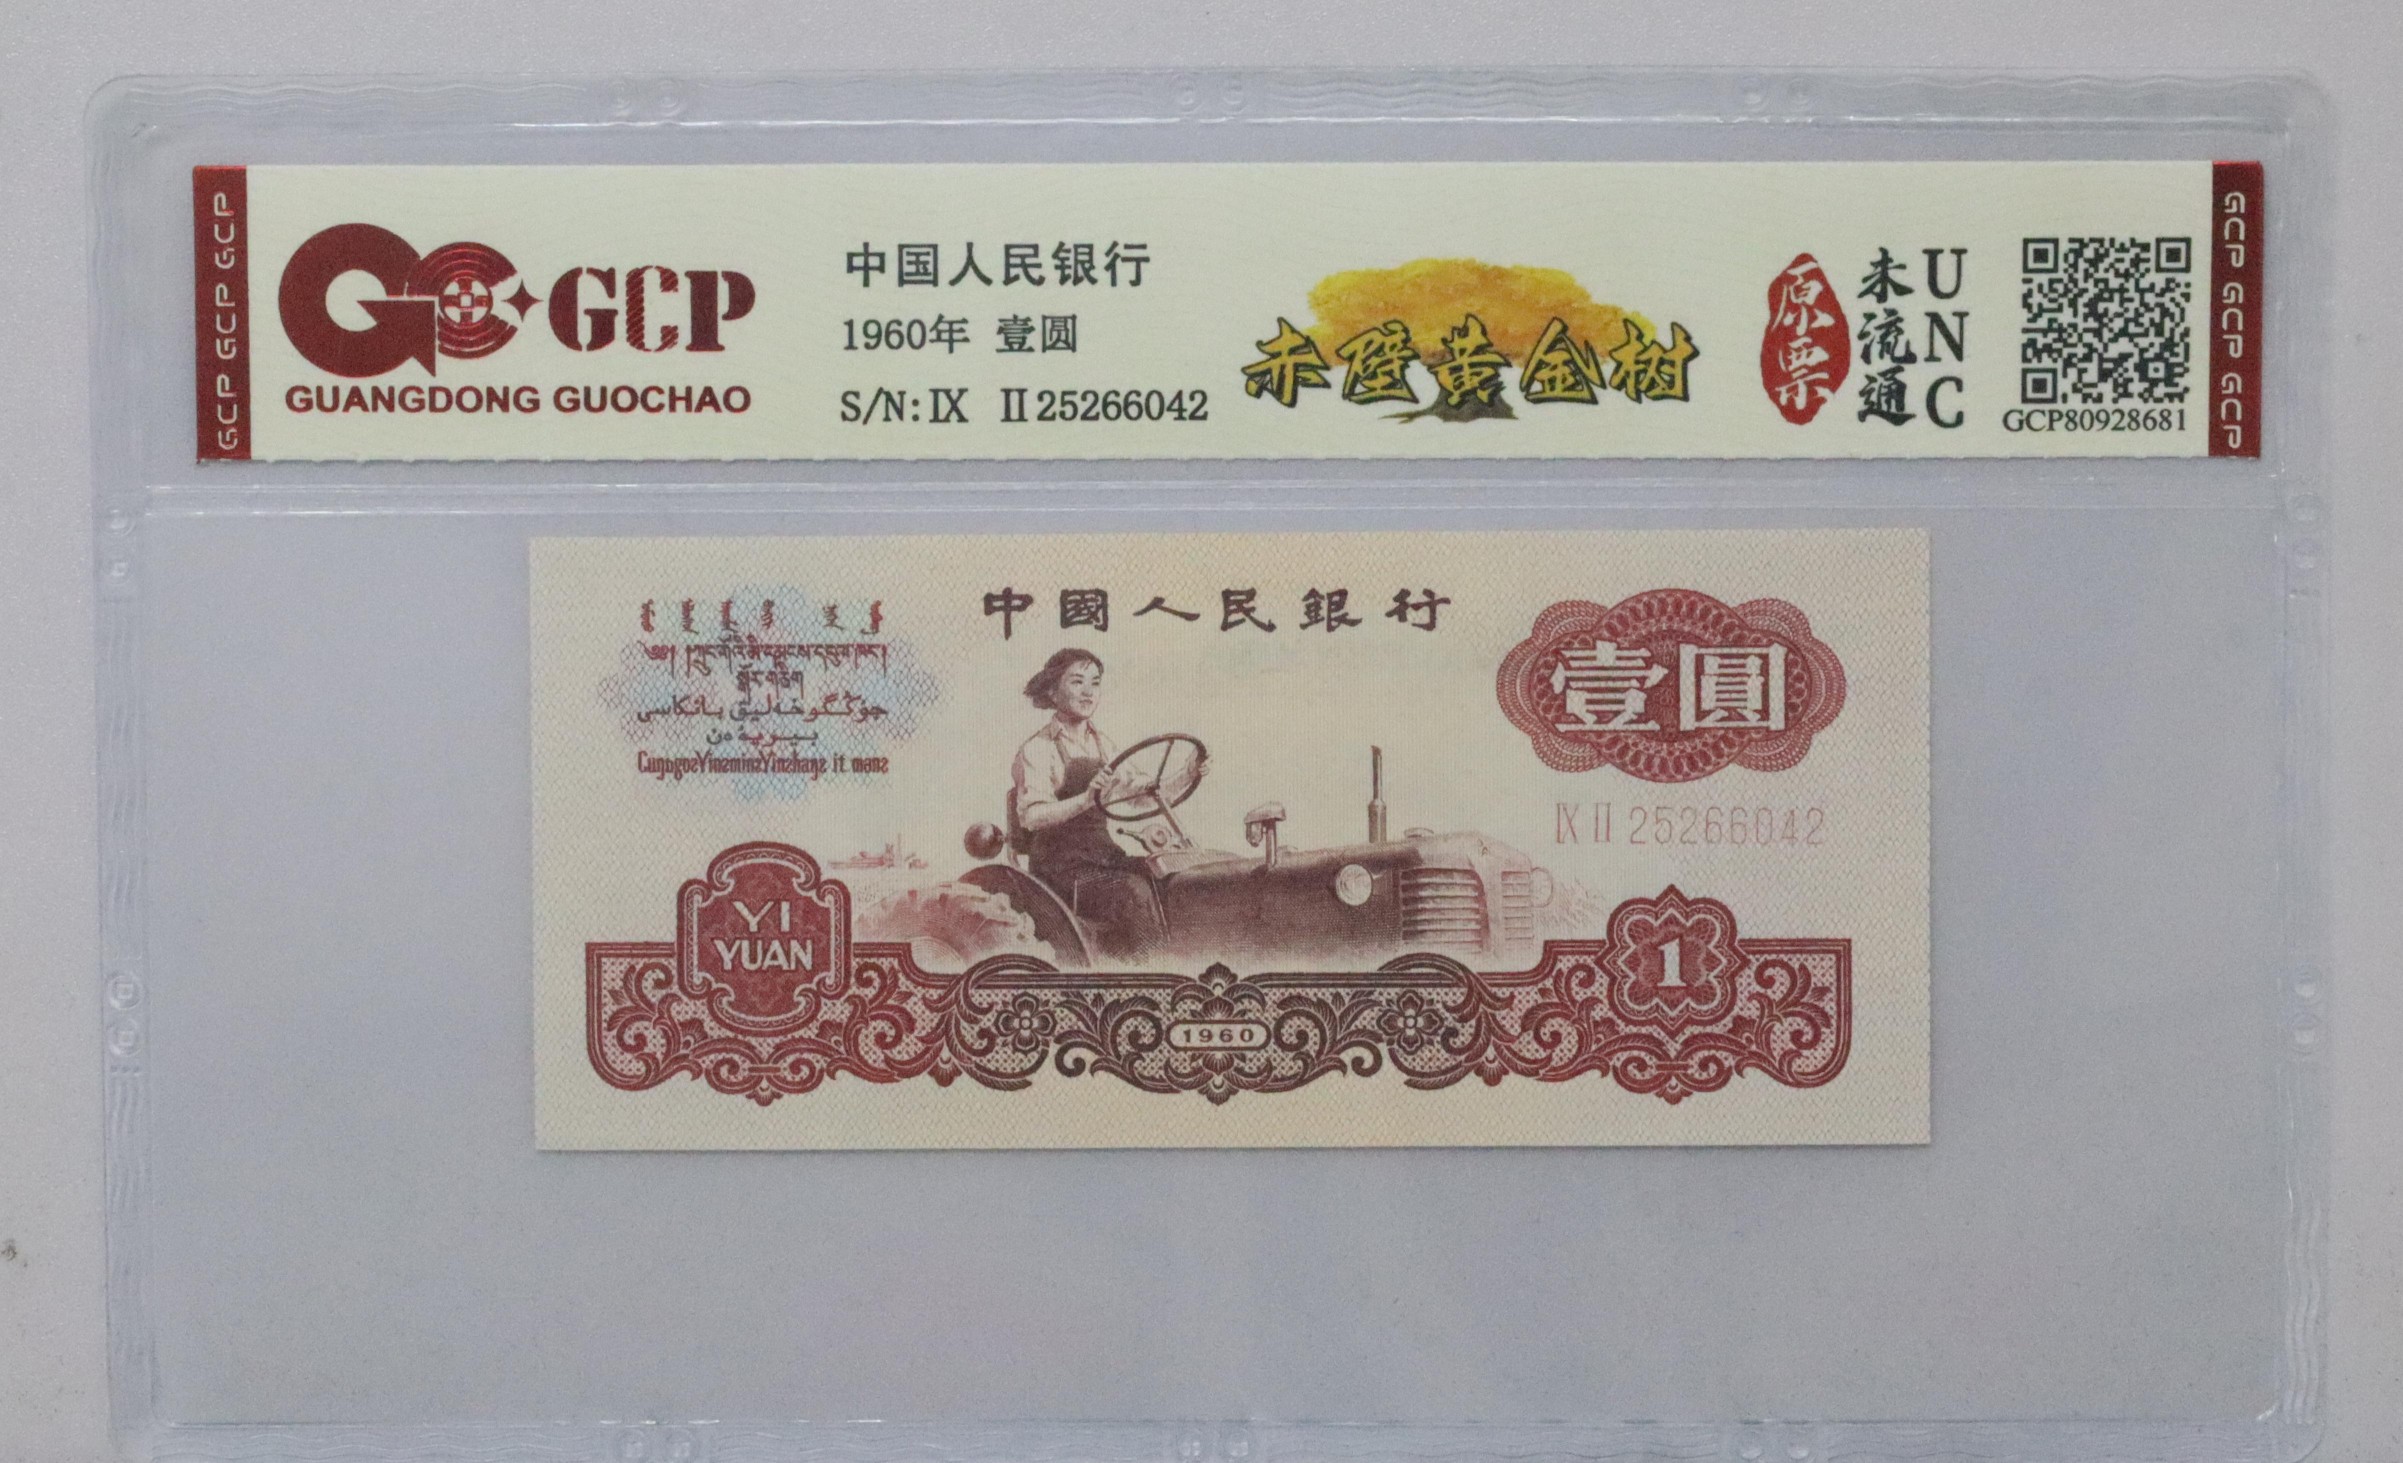 GCP GCP GCP
GCP
GUANGDONG GUOCHAO
中国人民银行
1960年 壹圆
S/N: IX II 25266042
赤壁黄金树
原票
未流通
UNC
GCP80928681
GCP GCP GCP
中國人民銀行
壹圓
IX II 25266042
YI
YUAN
1960
1